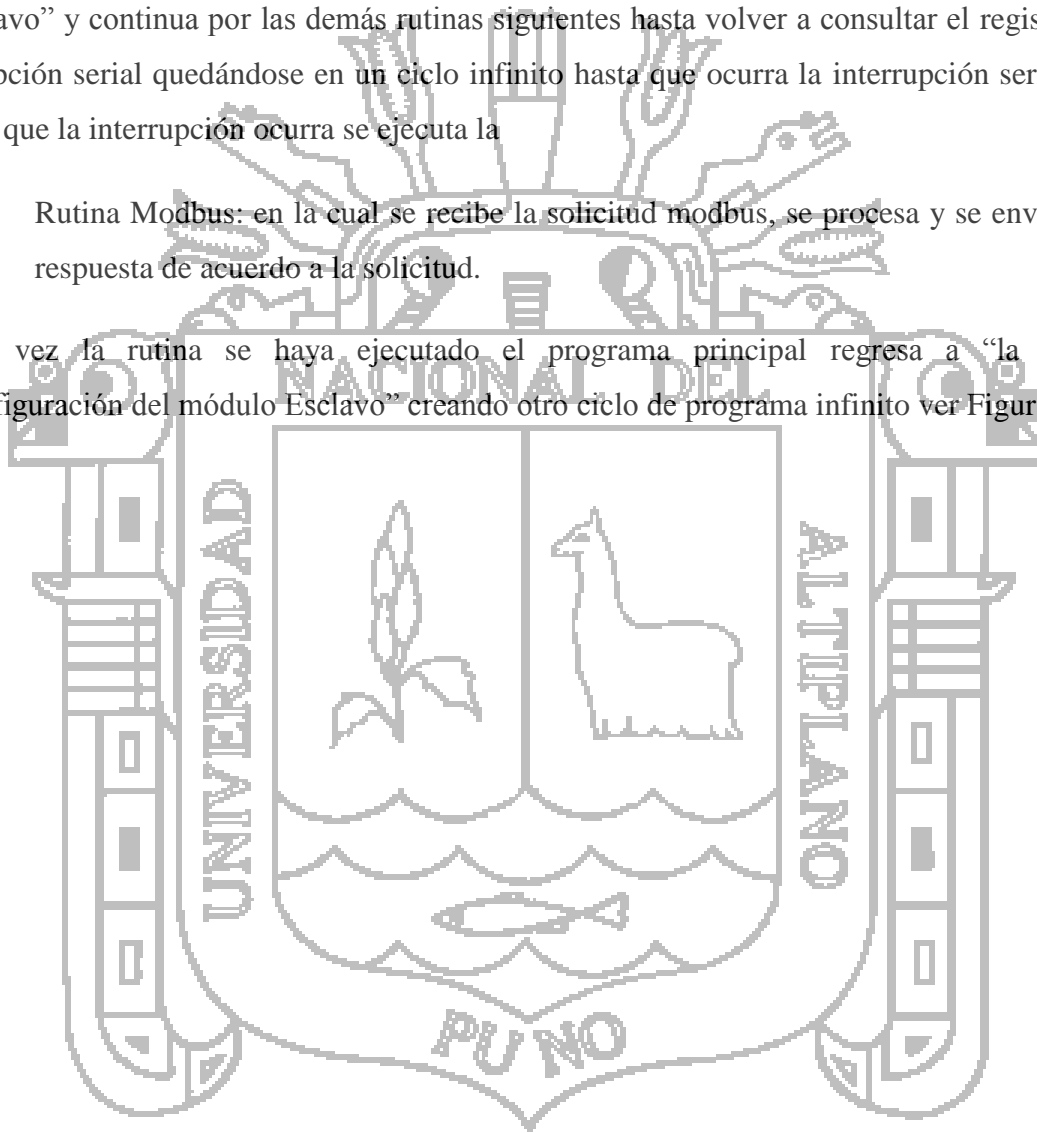 avo” y continua por las demás rutinas siguientes hasta volver a consultar el regis
pción serial quedándose en un ciclo infinito hasta que ocurra la interrupción ser
que la interrupción ocurra se ejecuta la
Rutina Modbus: en la cual se recibe la solicitud modbus, se procesa y se env
respuesta de acuerdo a la solicitud.
vez la rutina se haya ejecutado el programa principal regresa a “la
figuración del módulo Esclavo” creando otro ciclo de programa infinito ver Figur
NACIONAL DEL
UNIVERSIDAD
ALTIPLANO
PUNO